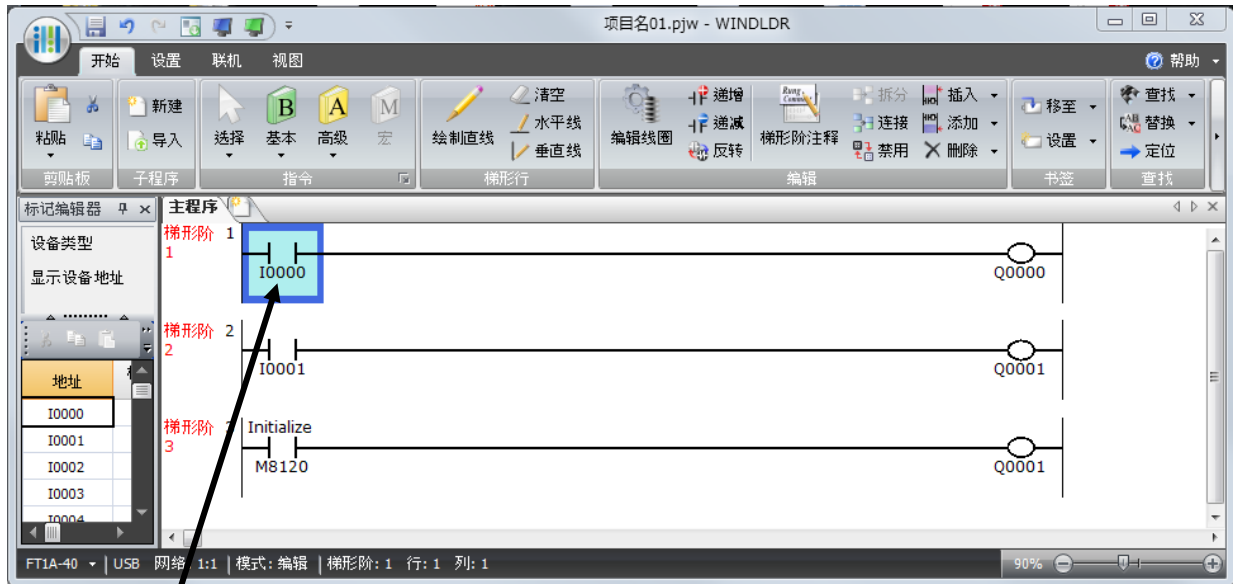 项目名01.pjw - WINDLDR
开始 设置 联机 视图 帮助
粘贴
剪贴板
新建
导入
子程序
选择 基本 高级 宏
B A M
指令
绘制直线
清空
水平线
垂直线
梯形行
编辑线圈
递增
递减
反转
梯形阶注释
拆分
连接
禁用
插入
添加
删除
编辑
移至
设置
书签
查找
替换
定位
查找
标记编辑器
设备类型
显示设备地址
地址
I0000
I0001
I0002
I0003
I0004
主程序
梯形阶 1
1
I0000 Q0000
梯形阶 2
2
I0001 Q0001
梯形阶 3
3
Initialize
M8120 Q0001
FT1A-40 USB 网络: 1:1 模式: 编辑 梯形阶: 1 行: 1 列: 1 90%